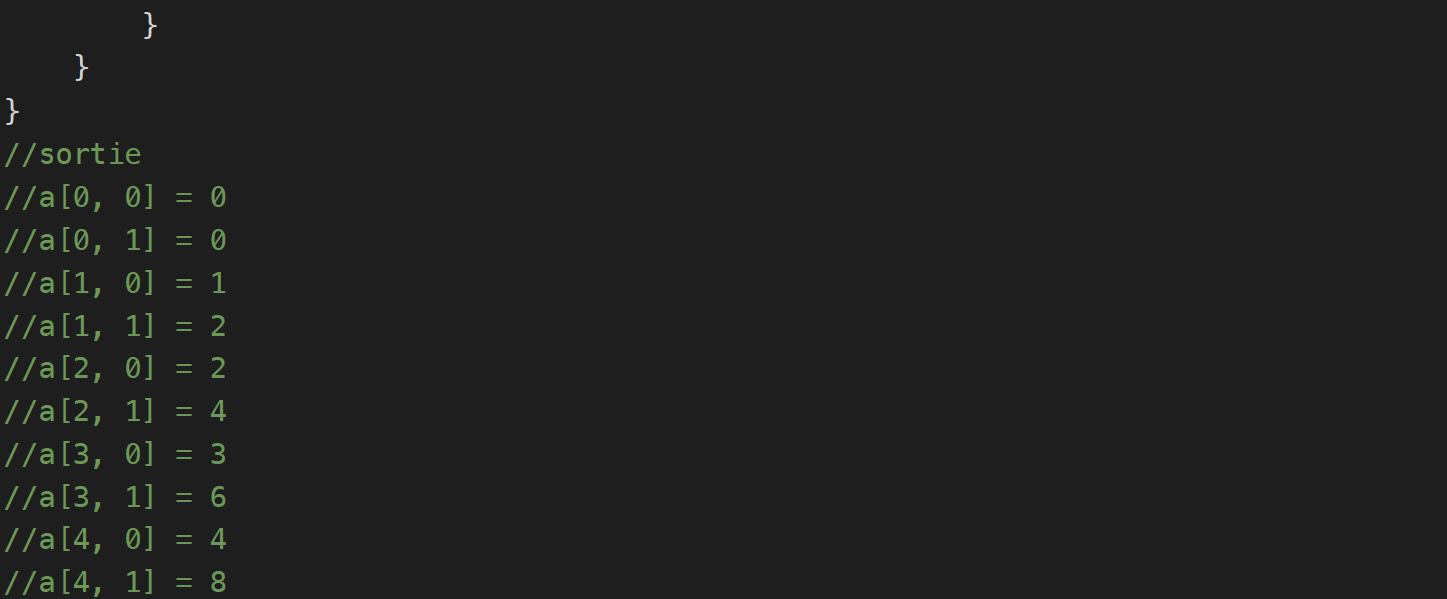 }
    }
}
//sortie
//a[0, 0] = 0
//a[0, 1] = 0
//a[1, 0] = 1
//a[1, 1] = 2
//a[2, 0] = 2
//a[2, 1] = 4
//a[3, 0] = 3
//a[3, 1] = 6
//a[4, 0] = 4
//a[4, 1] = 8